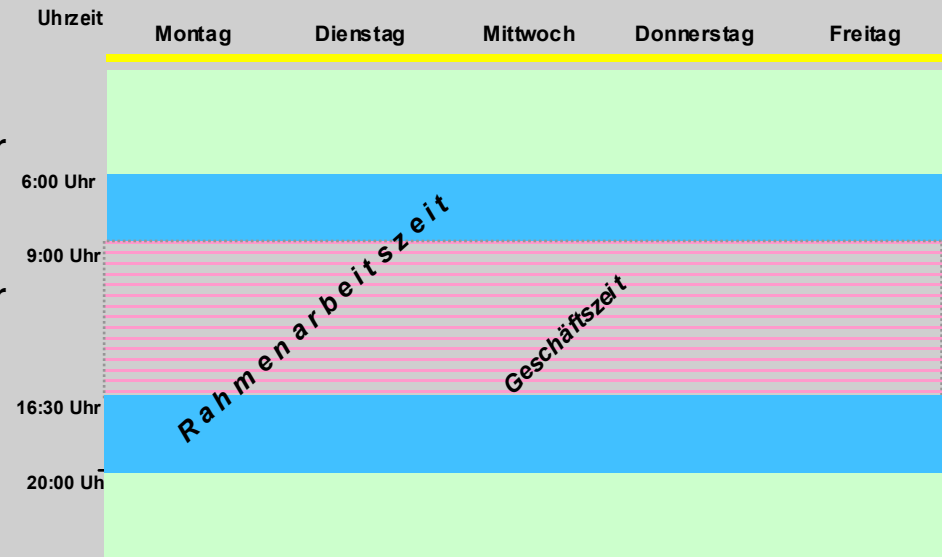 Uhrzeit
Montag Dienstag Mittwoch Donnerstag Freitag
r
6:00 Uhr
9:00 Uhr
r
16:30 Uhr
20:00 Uh
Rahmenarbeitszeit
Geschäftszeit